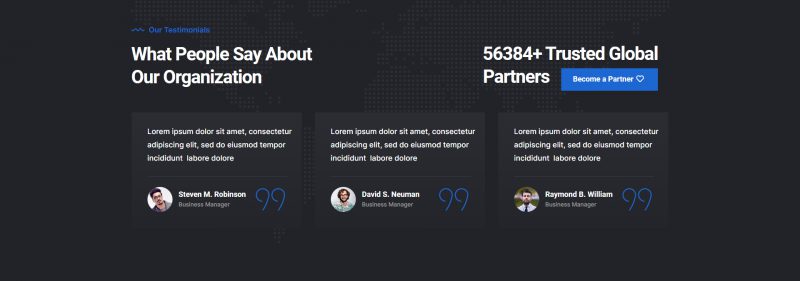 Our Testimonials
What People Say About
Our Organization
56384+ Trusted Global
Partners
Become a Partner
Lorem ipsum dolor sit amet, consectetur
adipiscing elit, sed do eiusmod tempor
incididunt labore dolore
Steven M. Robinson
Business Manager
Lorem ipsum dolor sit amet, consectetur
adipiscing elit, sed do eiusmod tempor
incididunt labore dolore
David S. Neuman
Business Manager
Lorem ipsum dolor sit amet, consectetur
adipiscing elit, sed do eiusmod tempor
incididunt labore dolore
Raymond B. William
Business Manager